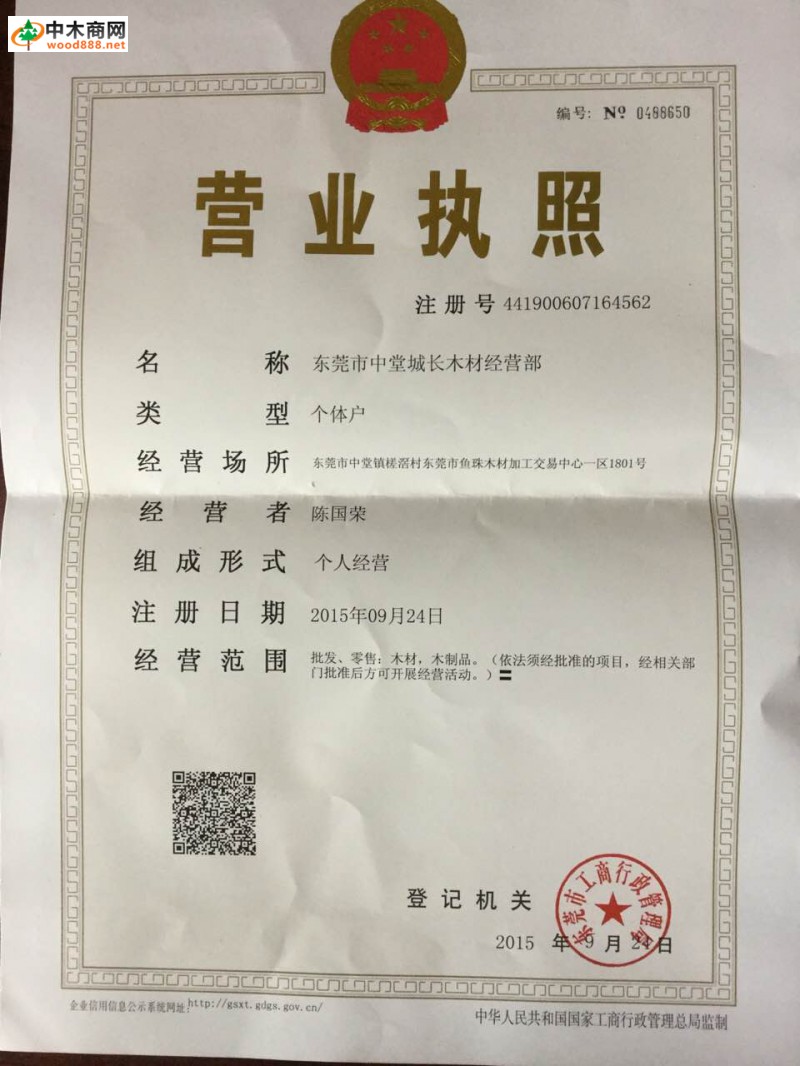 中木商网
wood888.net
编号: № 0488650
营业执照
注册号 441900607164562
名称 东莞市中堂城长木材经营部
类型 个体户
经营场所 东莞市中堂镇槎滘村东莞市鱼珠木材加工交易中心一区1801号
经营者 陈国荣
组成形式 个人经营
注册日期 2015年09月24日
经营范围 批发、零售：木材，木制品。（依法须经批准的项目，经相关部
门批准后方可开展经营活动。）〓
东莞市工商行政管理局
登记机关
2015 年 9 月 24 日
企业信用信息公示系统网址: http://gsxt.gdgs.gov.cn/
中华人民共和国国家工商行政管理总局监制